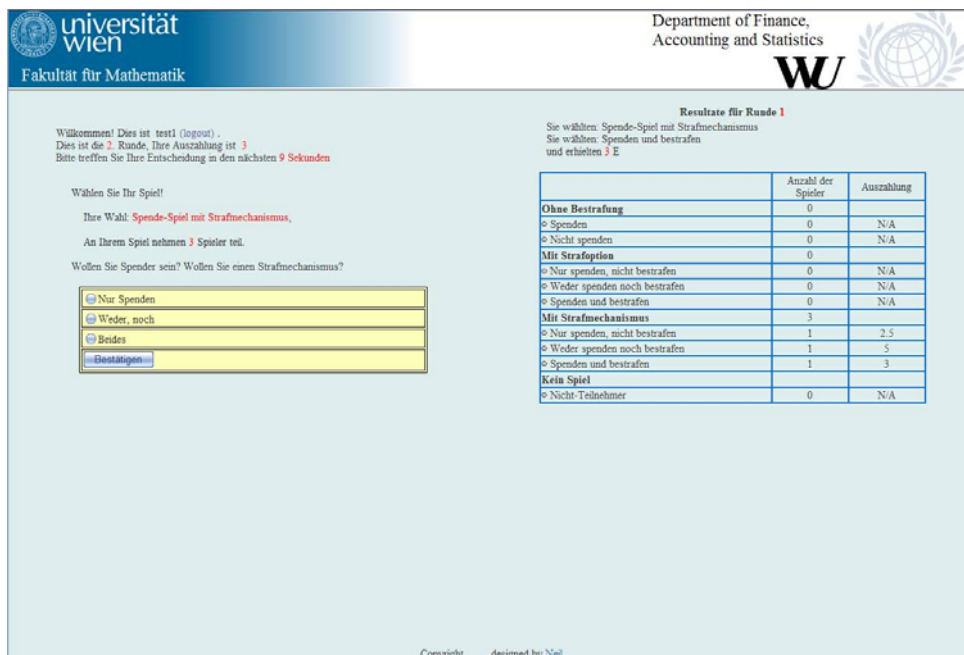 universität
wien
Fakultät für Mathematik
Department of Finance,
Accounting and Statistics
WU
Willkommen! Dies ist test1 (logout) .
Dies ist die 2. Runde, Ihre Auszahlung ist 3
Bitte treffen Sie Ihre Entscheidung in den nächsten 9 Sekunden
Wählen Sie Ihr Spiel!
Ihre Wahl: Spende-Spiel mit Strafmechanismus,
An Ihrem Spiel nehmen 3 Spieler teil.
Wollen Sie Spender sein? Wollen Sie einen Strafmechanismus?
Nur Spenden
Weder, noch
Beides
Bestätigen
Resultate für Runde 1
Sie wählten: Spende-Spiel mit Strafmechanismus
Sie wählten: Spenden und bestrafen
und erhielten 3 E
Anzahl der Spieler Auszahlung
Ohne Bestrafung 0
Spenden 0 N/A
Nicht spenden 0 N/A
Mit Strafoption 0
Nur spenden, nicht bestrafen 0 N/A
Weder spenden noch bestrafen 0 N/A
Spenden und bestrafen 0 N/A
Mit Strafmechanismus 3
Nur spenden, nicht bestrafen 1 2.5
Weder spenden noch bestrafen 1 5
Spenden und bestrafen 1 3
Kein Spiel
Nicht-Teilnehmer 0 N/A
Copyright designed by Neil